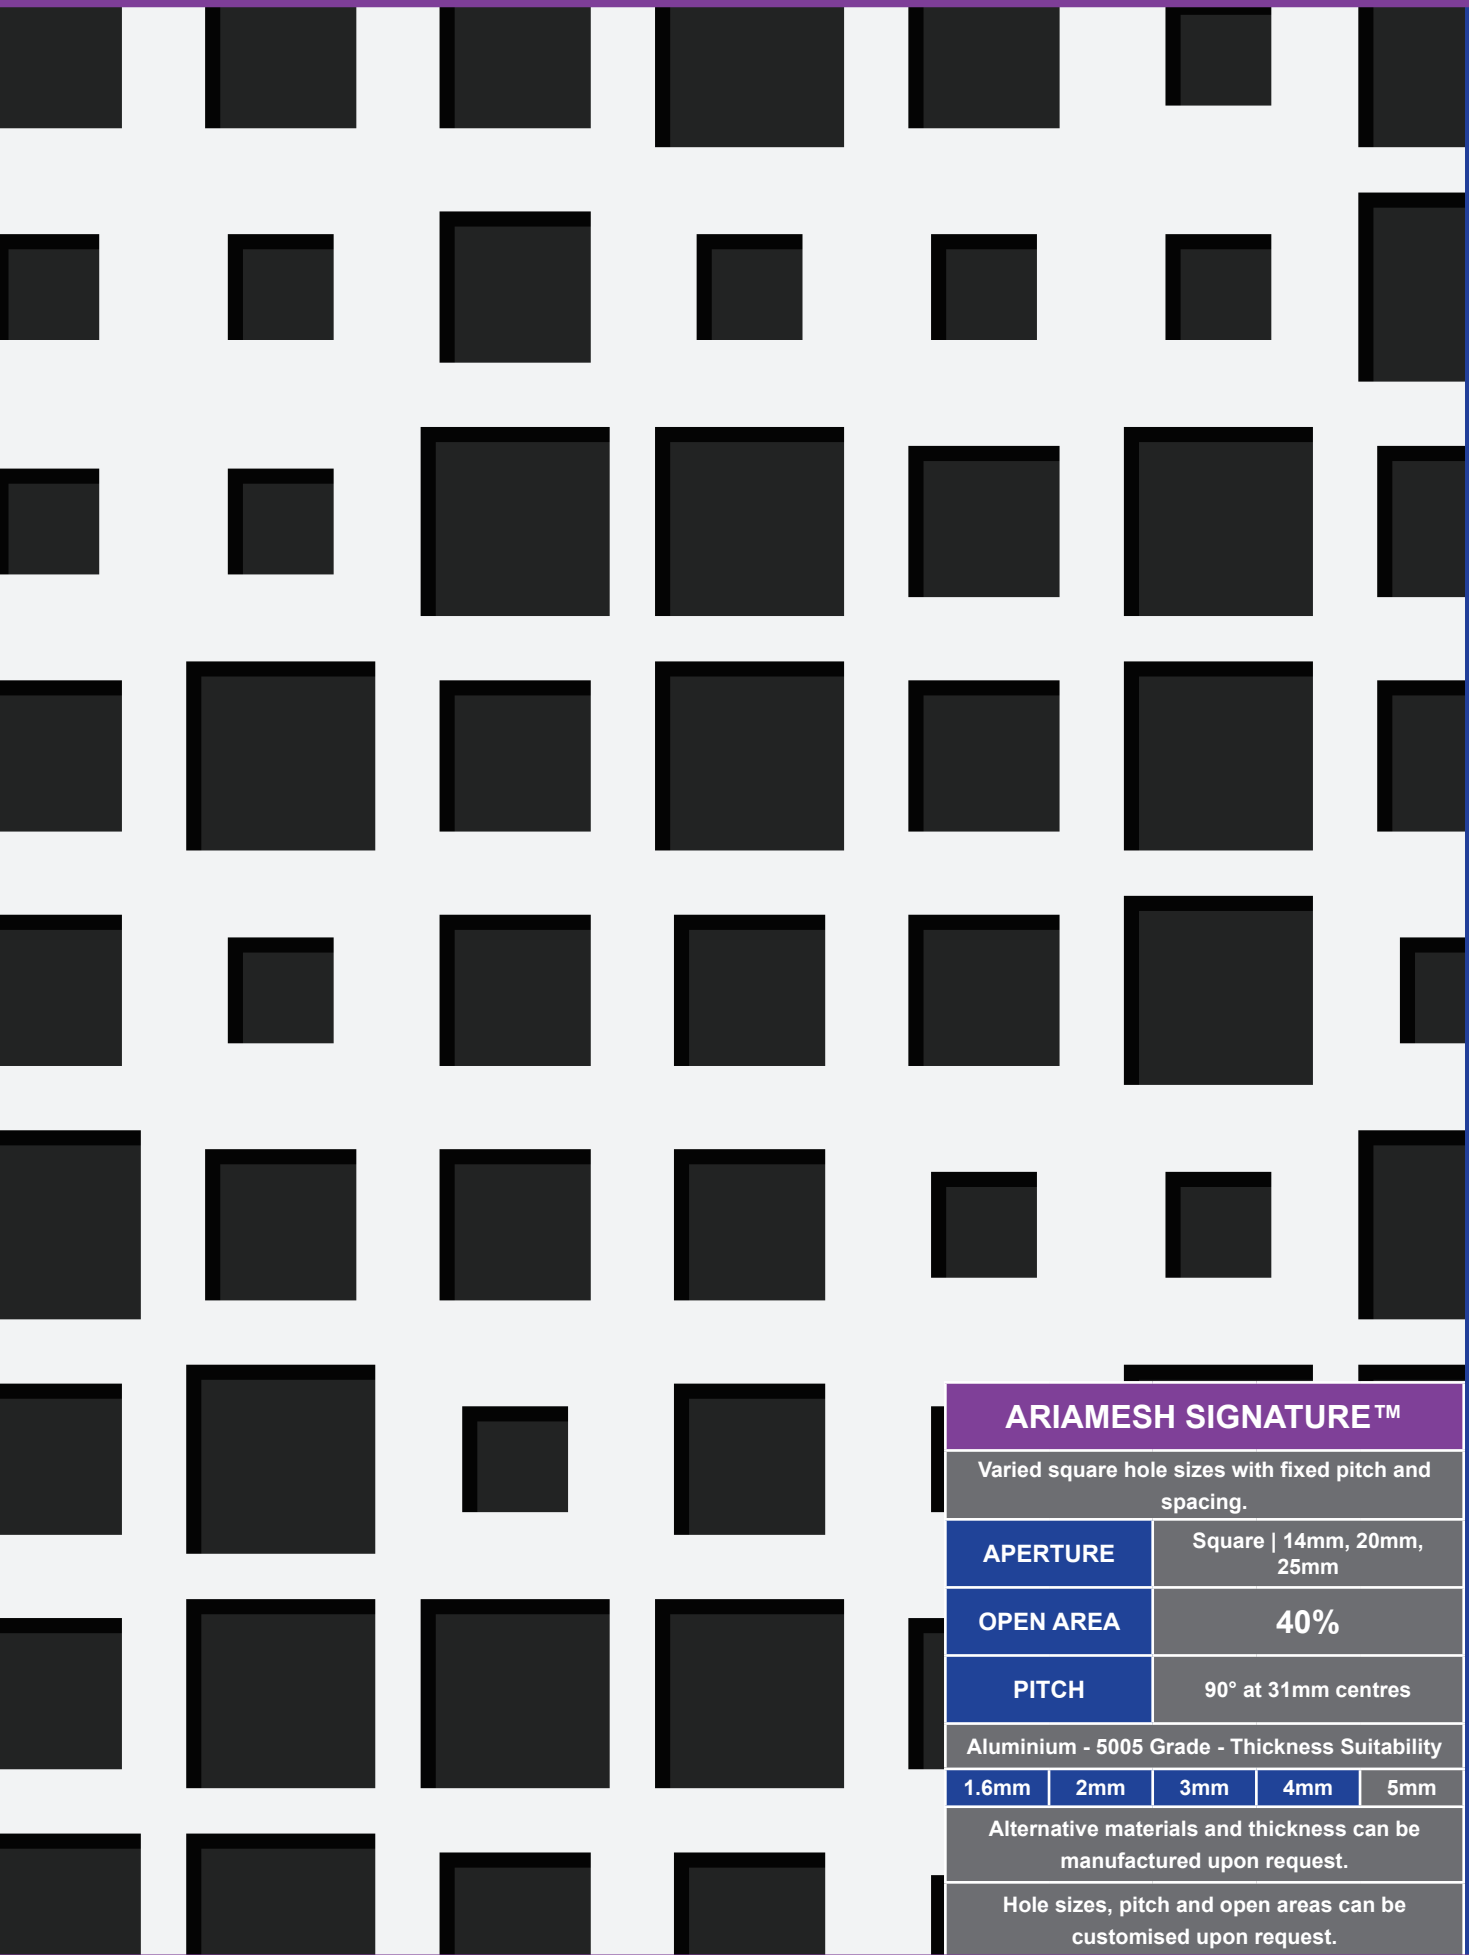 ARIAMESH SIGNATURE™
Varied square hole sizes with fixed pitch and
spacing.
APERTURE
Square | 14mm, 20mm,
25mm
OPEN AREA
40%
PITCH
90° at 31mm centres
Aluminium - 5005 Grade - Thickness Suitability
1.6mm 2mm 3mm 4mm 5mm
Alternative materials and thickness can be
manufactured upon request.
Hole sizes, pitch and open areas can be
customised upon request.